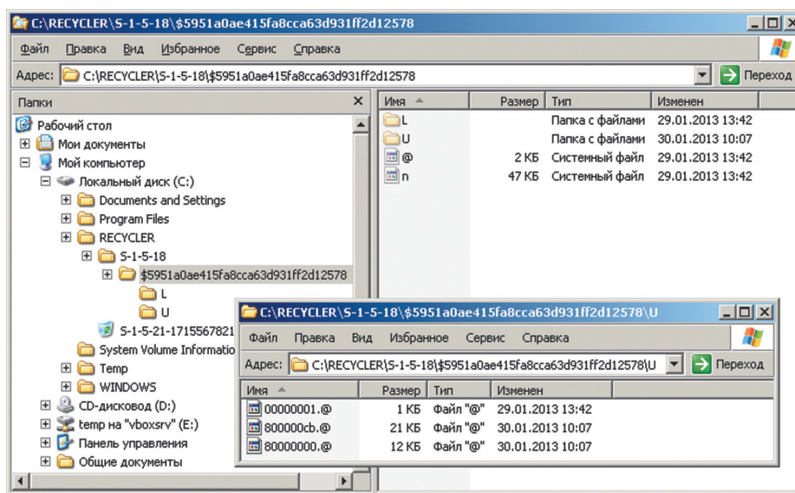 C:\RECYCLER\S-1-5-18\$5951a0ae415fa8cca63d931ff2d12578
Файл Правка Вид Избранное Сервис Справка
Адрес: C:\RECYCLER\S-1-5-18\$5951a0ae415fa8cca63d931ff2d12578 Переход
Папки
Рабочий стол
Мои документы
Мой компьютер
Локальный диск (C:)
Documents and Settings
Program Files
RECYCLER
S-1-5-18
$5951a0ae415fa8cca63d931ff2d12578
L
U
S-1-5-21-1715567821
System Volume Informatio
Temp
WINDOWS
CD-дисковод (D:)
temp на "vboxsrv" (E:)
Панель управления
Общие документы
Имя Размер Тип Изменен
L Папка с файлами 29.01.2013 13:42
U Папка с файлами 30.01.2013 10:07
@ 2 КБ Системный файл 29.01.2013 13:42
n 47 КБ Системный файл 29.01.2013 13:42
C:\RECYCLER\S-1-5-18\$5951a0ae415fa8cca63d931ff2d12578\U
Файл Правка Вид Избранное Сервис Справка
Адрес: C:\RECYCLER\S-1-5-18\$5951a0ae415fa8cca63d931ff2d12578\U Переход
Имя Размер Тип Изменен
00000001.@ 1 КБ Файл "@" 29.01.2013 13:42
800000cb.@ 21 КБ Файл "@" 30.01.2013 10:07
80000000.@ 12 КБ Файл "@" 30.01.2013 10:07